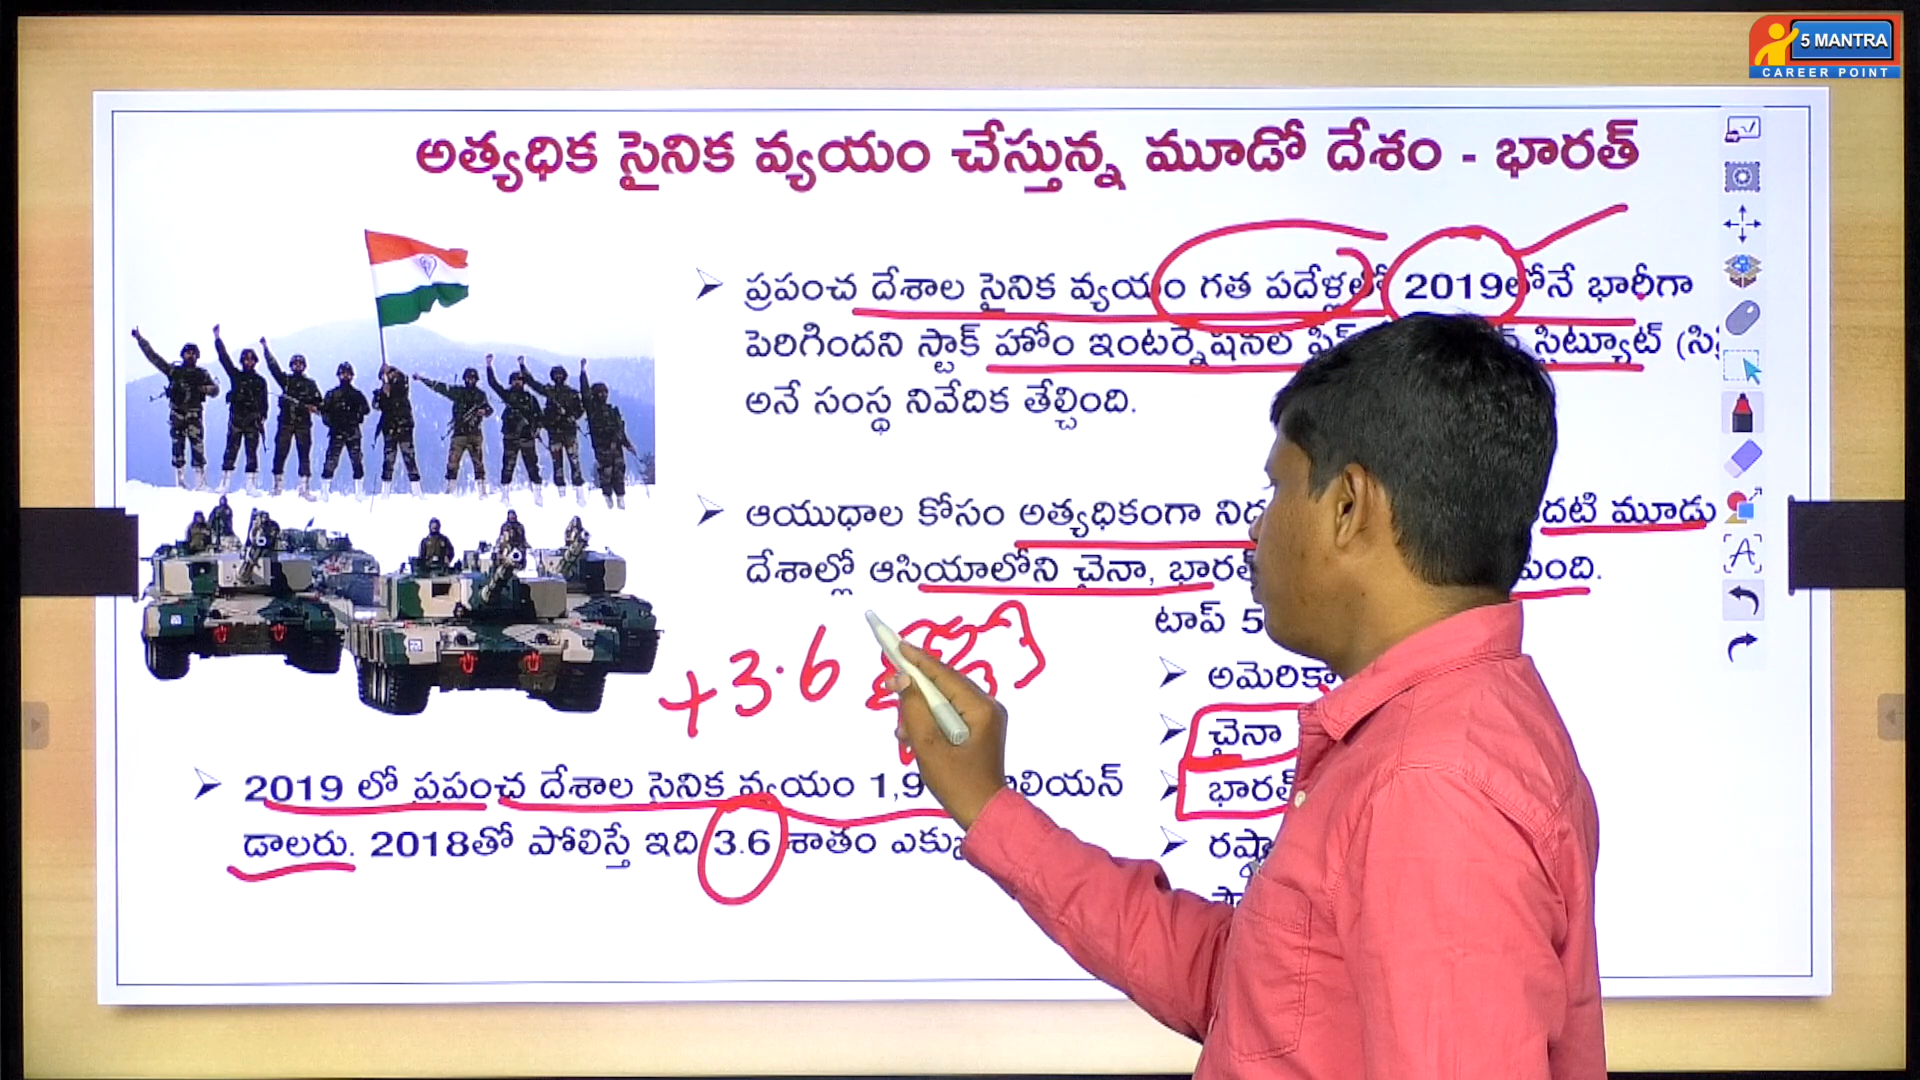 5 MANTRA
CAREER POINT
అత్యధిక సైనిక వ్యయం చేస్తున్న మూడో దేశం - భారత్
ప్రపంచ దేశాల సైనిక వ్యయం గత పదేళ్లలో 2019లోనే భారీగా
పెరిగిందని స్టాక్ హోం ఇంటర్నేషనల్
అనే సంస్థ నివేదిక తేల్చింది.
ఆయుధాల కోసం అత్యధికంగా మూడు
దేశాల్లో ఆసియాలోని చైనా, భారత్
టాప్ 5
+3.6
అమెరికా
చైనా
భారత్
రష్యా
2019 లో ప్రపంచ దేశాల సైనిక వ్యయం 1,9
డాలరు. 2018తో పోలిస్తే ఇది 3.6 శాతం